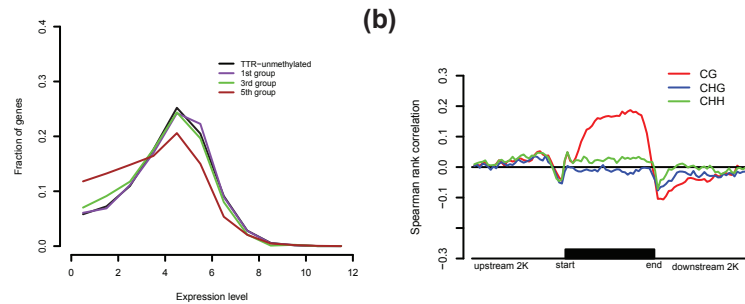 (b)
Fraction of genes
0.4
0.3
0.2
0.1
0.0
TTR−unmethylated
1st group
3rd group
5th group
0 2 4 6 8 10 12
Expression level
Spearman rank correlation
0.3
0.2
0.1
0.0
−0.1
−0.3
CG
CHG
CHH
upstream 2K start end downstream 2K